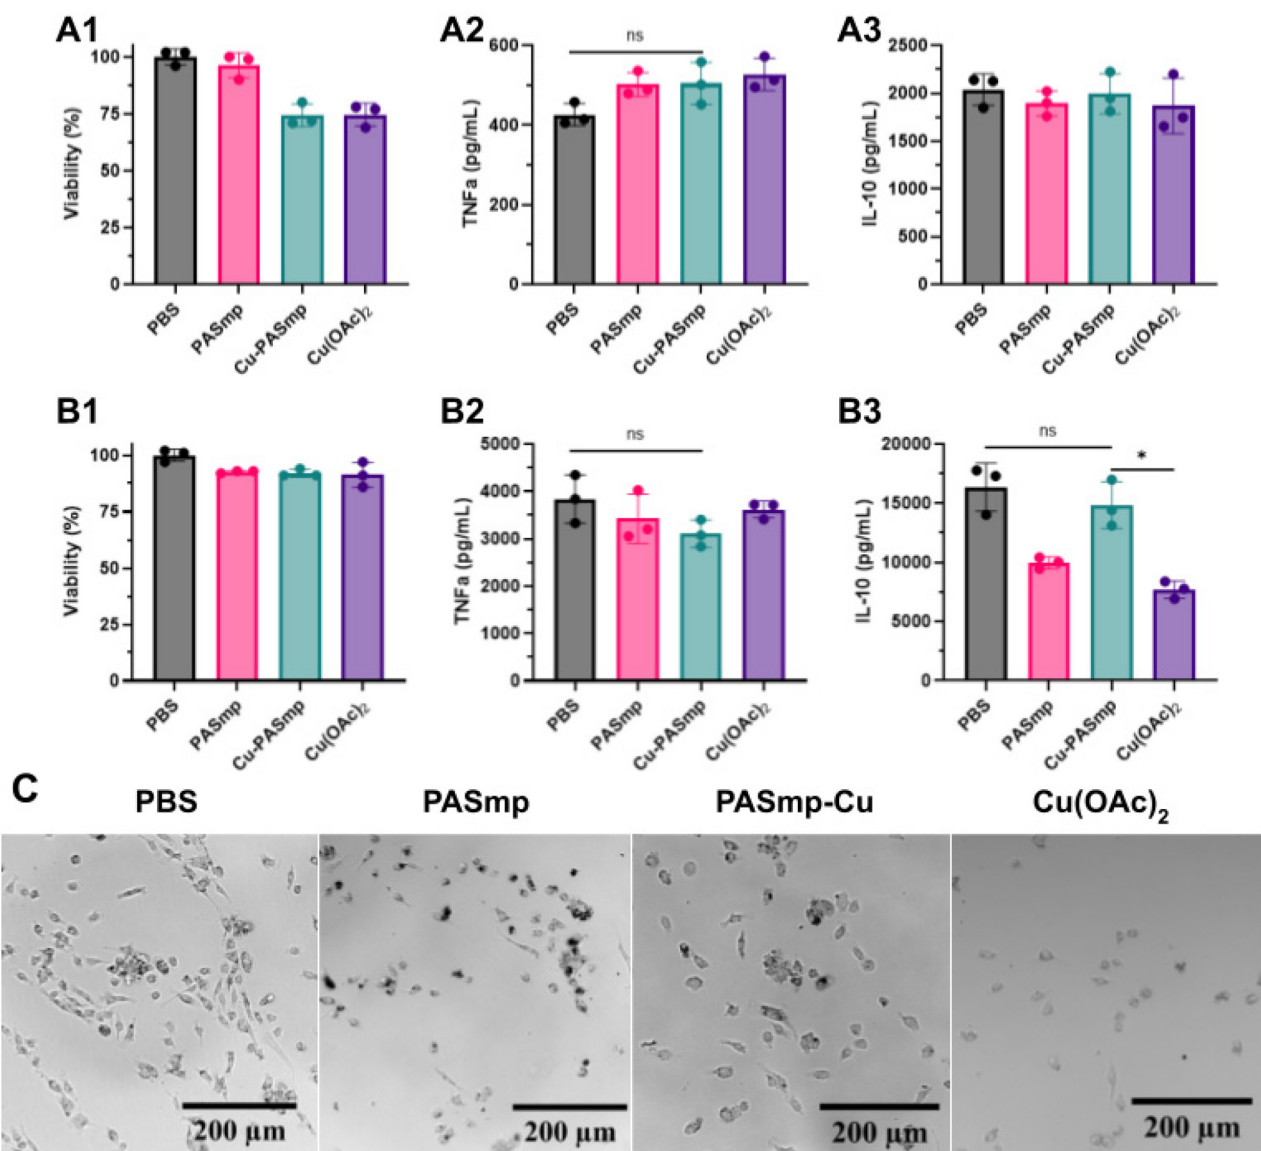 A1
A2
A3
Viability (%)
100
75
50
25
0
PBS
PASmp
Cu-PASmp
Cu(OAc)₂
TNFa (pg/mL)
600
400
200
0
ns
PBS
PASmp
Cu-PASmp
Cu(OAc)₂
IL-10 (pg/mL)
2500
2000
1500
1000
500
0
PBS
PASmp
Cu-PASmp
Cu(OAc)₂
B1
B2
B3
Viability (%)
100
75
50
25
0
PBS
PASmp
Cu-PASmp
Cu(OAc)₂
TNFa (pg/mL)
5000
4000
3000
2000
1000
0
ns
PBS
PASmp
Cu-PASmp
Cu(OAc)₂
IL-10 (pg/mL)
20000
15000
10000
5000
0
ns
*
PBS
PASmp
Cu-PASmp
Cu(OAc)₂
C
PBS
PASmp
PASmp-Cu
Cu(OAc)₂
200 µm
200 µm
200 µm
200 µm